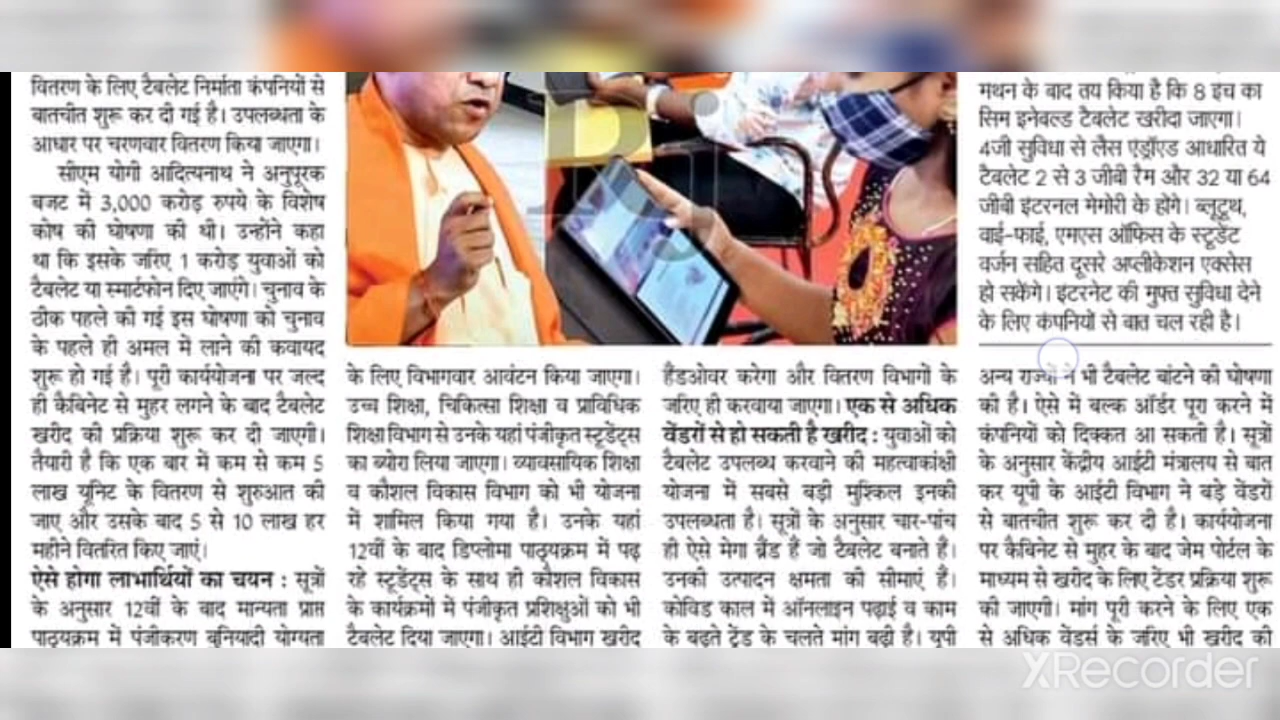 वितरण के लिए टैबलेट निर्माता कंपनियों से
बातचीत शुरू कर दी गई है। उपलब्धता के
आधार पर चरणवार वितरण किया जाएगा।
सीएम योगी आदित्यनाथ ने अनुपूरक
बजट में 3,000 करोड़ रुपये के विशेष
कोष की घोषणा की थी। उन्होंने कहा
था कि इसके जरिए 1 करोड़ युवाओं को
टैबलेट या स्मार्टफोन दिए जाएंगे। चुनाव के
ठीक पहले की गई इस घोषणा को चुनाव
के पहले ही अमल में लाने की कवायद
शुरू हो गई है। पूरी कार्ययोजना पर जल्द
ही कैबिनेट से मुहर लगने के बाद टैबलेट
खरीद की प्रक्रिया शुरू कर दी जाएगी।
तैयारी है कि एक बार में कम से कम 5
लाख यूनिट के वितरण से शुरुआत की
जाए और उसके बाद 5 से 10 लाख हर
महीने वितरित किए जाएं।
ऐसे होगा लाभार्थियों का चयन : सूत्रों
के अनुसार 12वीं के बाद मान्यता प्राप्त
पाठ्यक्रम में पंजीकरण बुनियादी योग्यता
के लिए विभागवार आवंटन किया जाएगा।
उच्च शिक्षा, चिकित्सा शिक्षा व प्राविधिक
शिक्षा विभाग से उनके यहां पंजीकृत स्टूडेंट्स
का ब्योरा लिया जाएगा। व्यावसायिक शिक्षा
व कौशल विकास विभाग को भी योजना
में शामिल किया गया है। उनके यहां
12वीं के बाद डिप्लोमा पाठ्यक्रम में पढ़
रहे स्टूडेंट्स के साथ ही कौशल विकास
के कार्यक्रमों में पंजीकृत प्रशिक्षुओं को भी
टैबलेट दिया जाएगा। आईटी विभाग खरीद
हैंडओवर करेगा और वितरण विभागों के
जरिए ही करवाया जाएगा। एक से अधिक
वेंडरों से हो सकती है खरीद : युवाओं को
टैबलेट उपलब्ध करवाने की महत्वाकांक्षी
योजना में सबसे बड़ी मुश्किल इनकी
उपलब्धता है। सूत्रों के अनुसार चार-पांच
ही ऐसे मेगा ब्रैंड हैं जो टैबलेट बनाते हैं।
उनकी उत्पादन क्षमता की सीमाएं हैं।
कोविड काल में ऑनलाइन पढ़ाई व काम
के बढ़ते ट्रेंड के चलते मांग बढ़ी है। यूपी
मंथन के बाद तय किया है कि 8 इंच का
सिम इनेबल्ड टैबलेट खरीदा जाएगा।
4जी सुविधा से लैस एंड्रॉएड आधारित ये
टैबलेट 2 से 3 जीबी रैम और 32 या 64
जीबी इंटरनल मेमोरी के होंगे। ब्लूटूथ,
वाई-फाई, एमएस ऑफिस के स्टूडेंट
वर्जन सहित दूसरे अप्लीकेशन एक्सेस
हो सकेंगे। इंटरनेट की मुफ्त सुविधा देने
के लिए कंपनियों से बात चल रही है।
अन्य राज्यों ने भी टैबलेट बांटने की घोषणा
की है। ऐसे में बल्क ऑर्डर पूरा करने में
कंपनियों को दिक्कत आ सकती है। सूत्रों
के अनुसार केंद्रीय आईटी मंत्रालय से बात
कर यूपी के आईटी विभाग ने बड़े वेंडरों
से बातचीत शुरू कर दी है। कार्ययोजना
पर कैबिनेट से मुहर के बाद जेम पोर्टल के
माध्यम से खरीद के लिए टेंडर प्रक्रिया शुरू
की जाएगी। मांग पूरी करने के लिए एक
से अधिक वेंडर्स के जरिए भी खरीद की
XRecorder